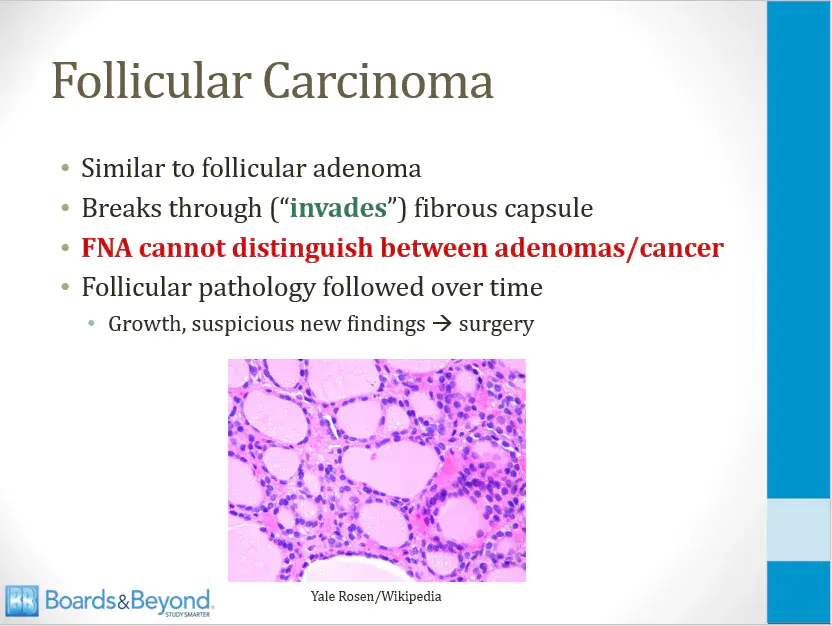 Follicular Carcinoma
• Similar to follicular adenoma
• Breaks through (“invades”) fibrous capsule
• FNA cannot distinguish between adenomas/cancer
• Follicular pathology followed over time
• Growth, suspicious new findings → surgery
BB Boards&Beyond.
STUDY SMARTER
Yale Rosen/Wikipedia